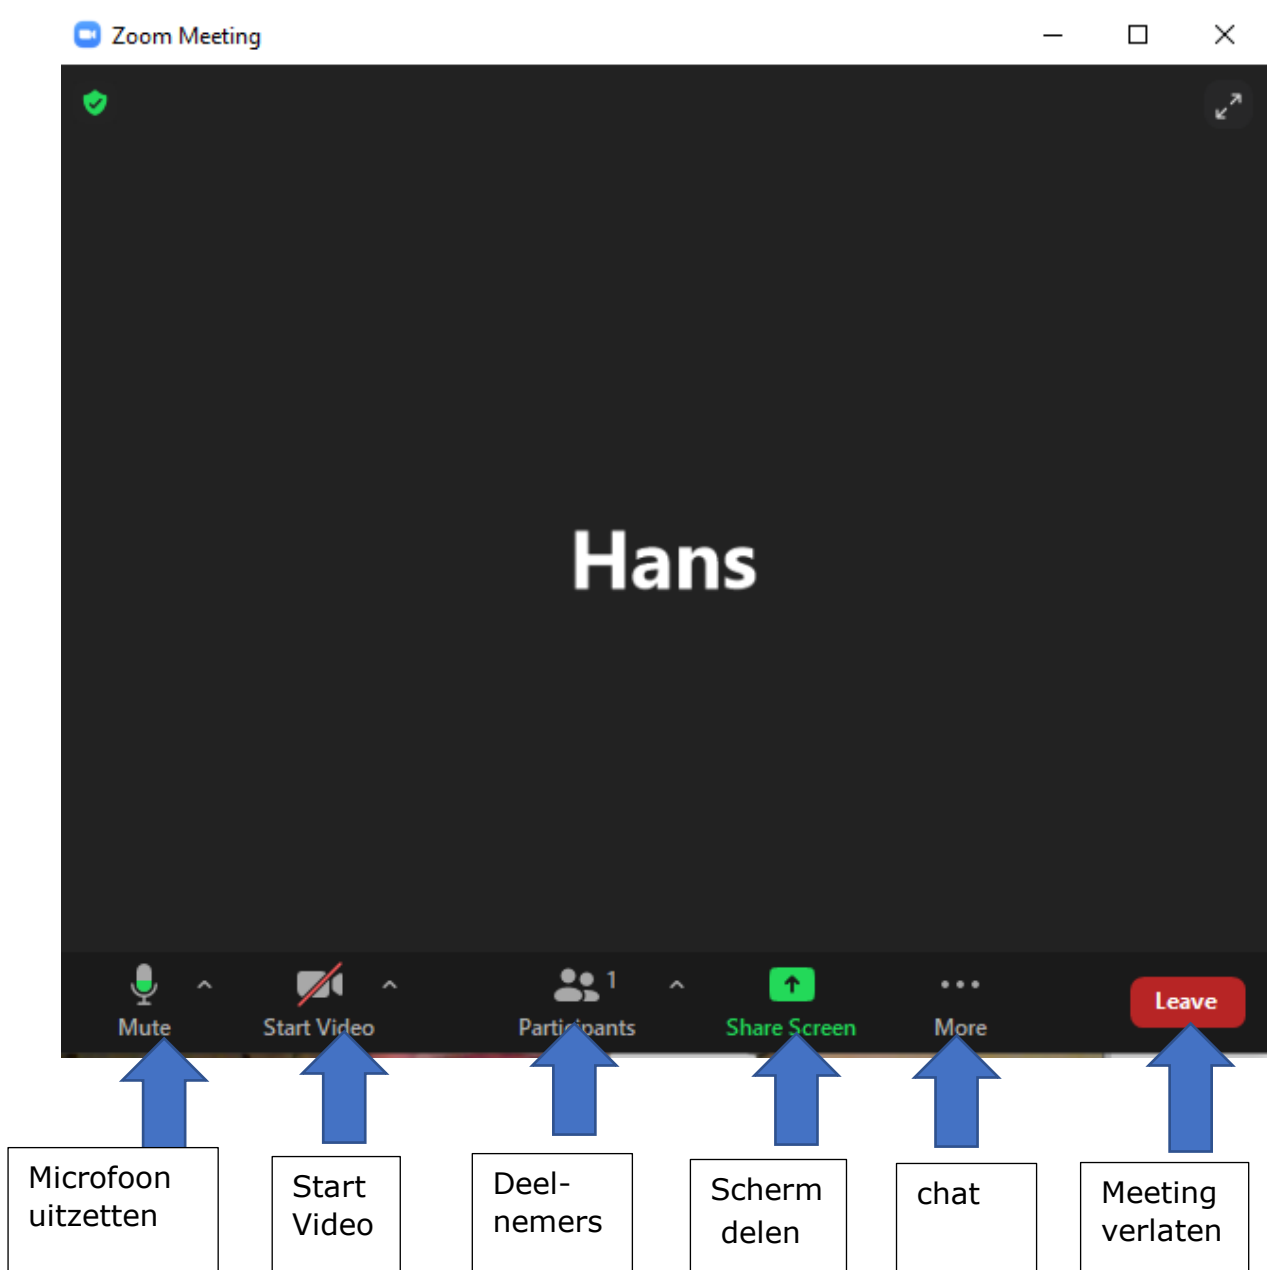 Zoom Meeting
Hans
1
Mute
Start Video
Participants
Share Screen
More
Leave
Microfoon
uitzetten
Start
Video
Deel-
nemers
Scherm
delen
chat
Meeting
verlaten